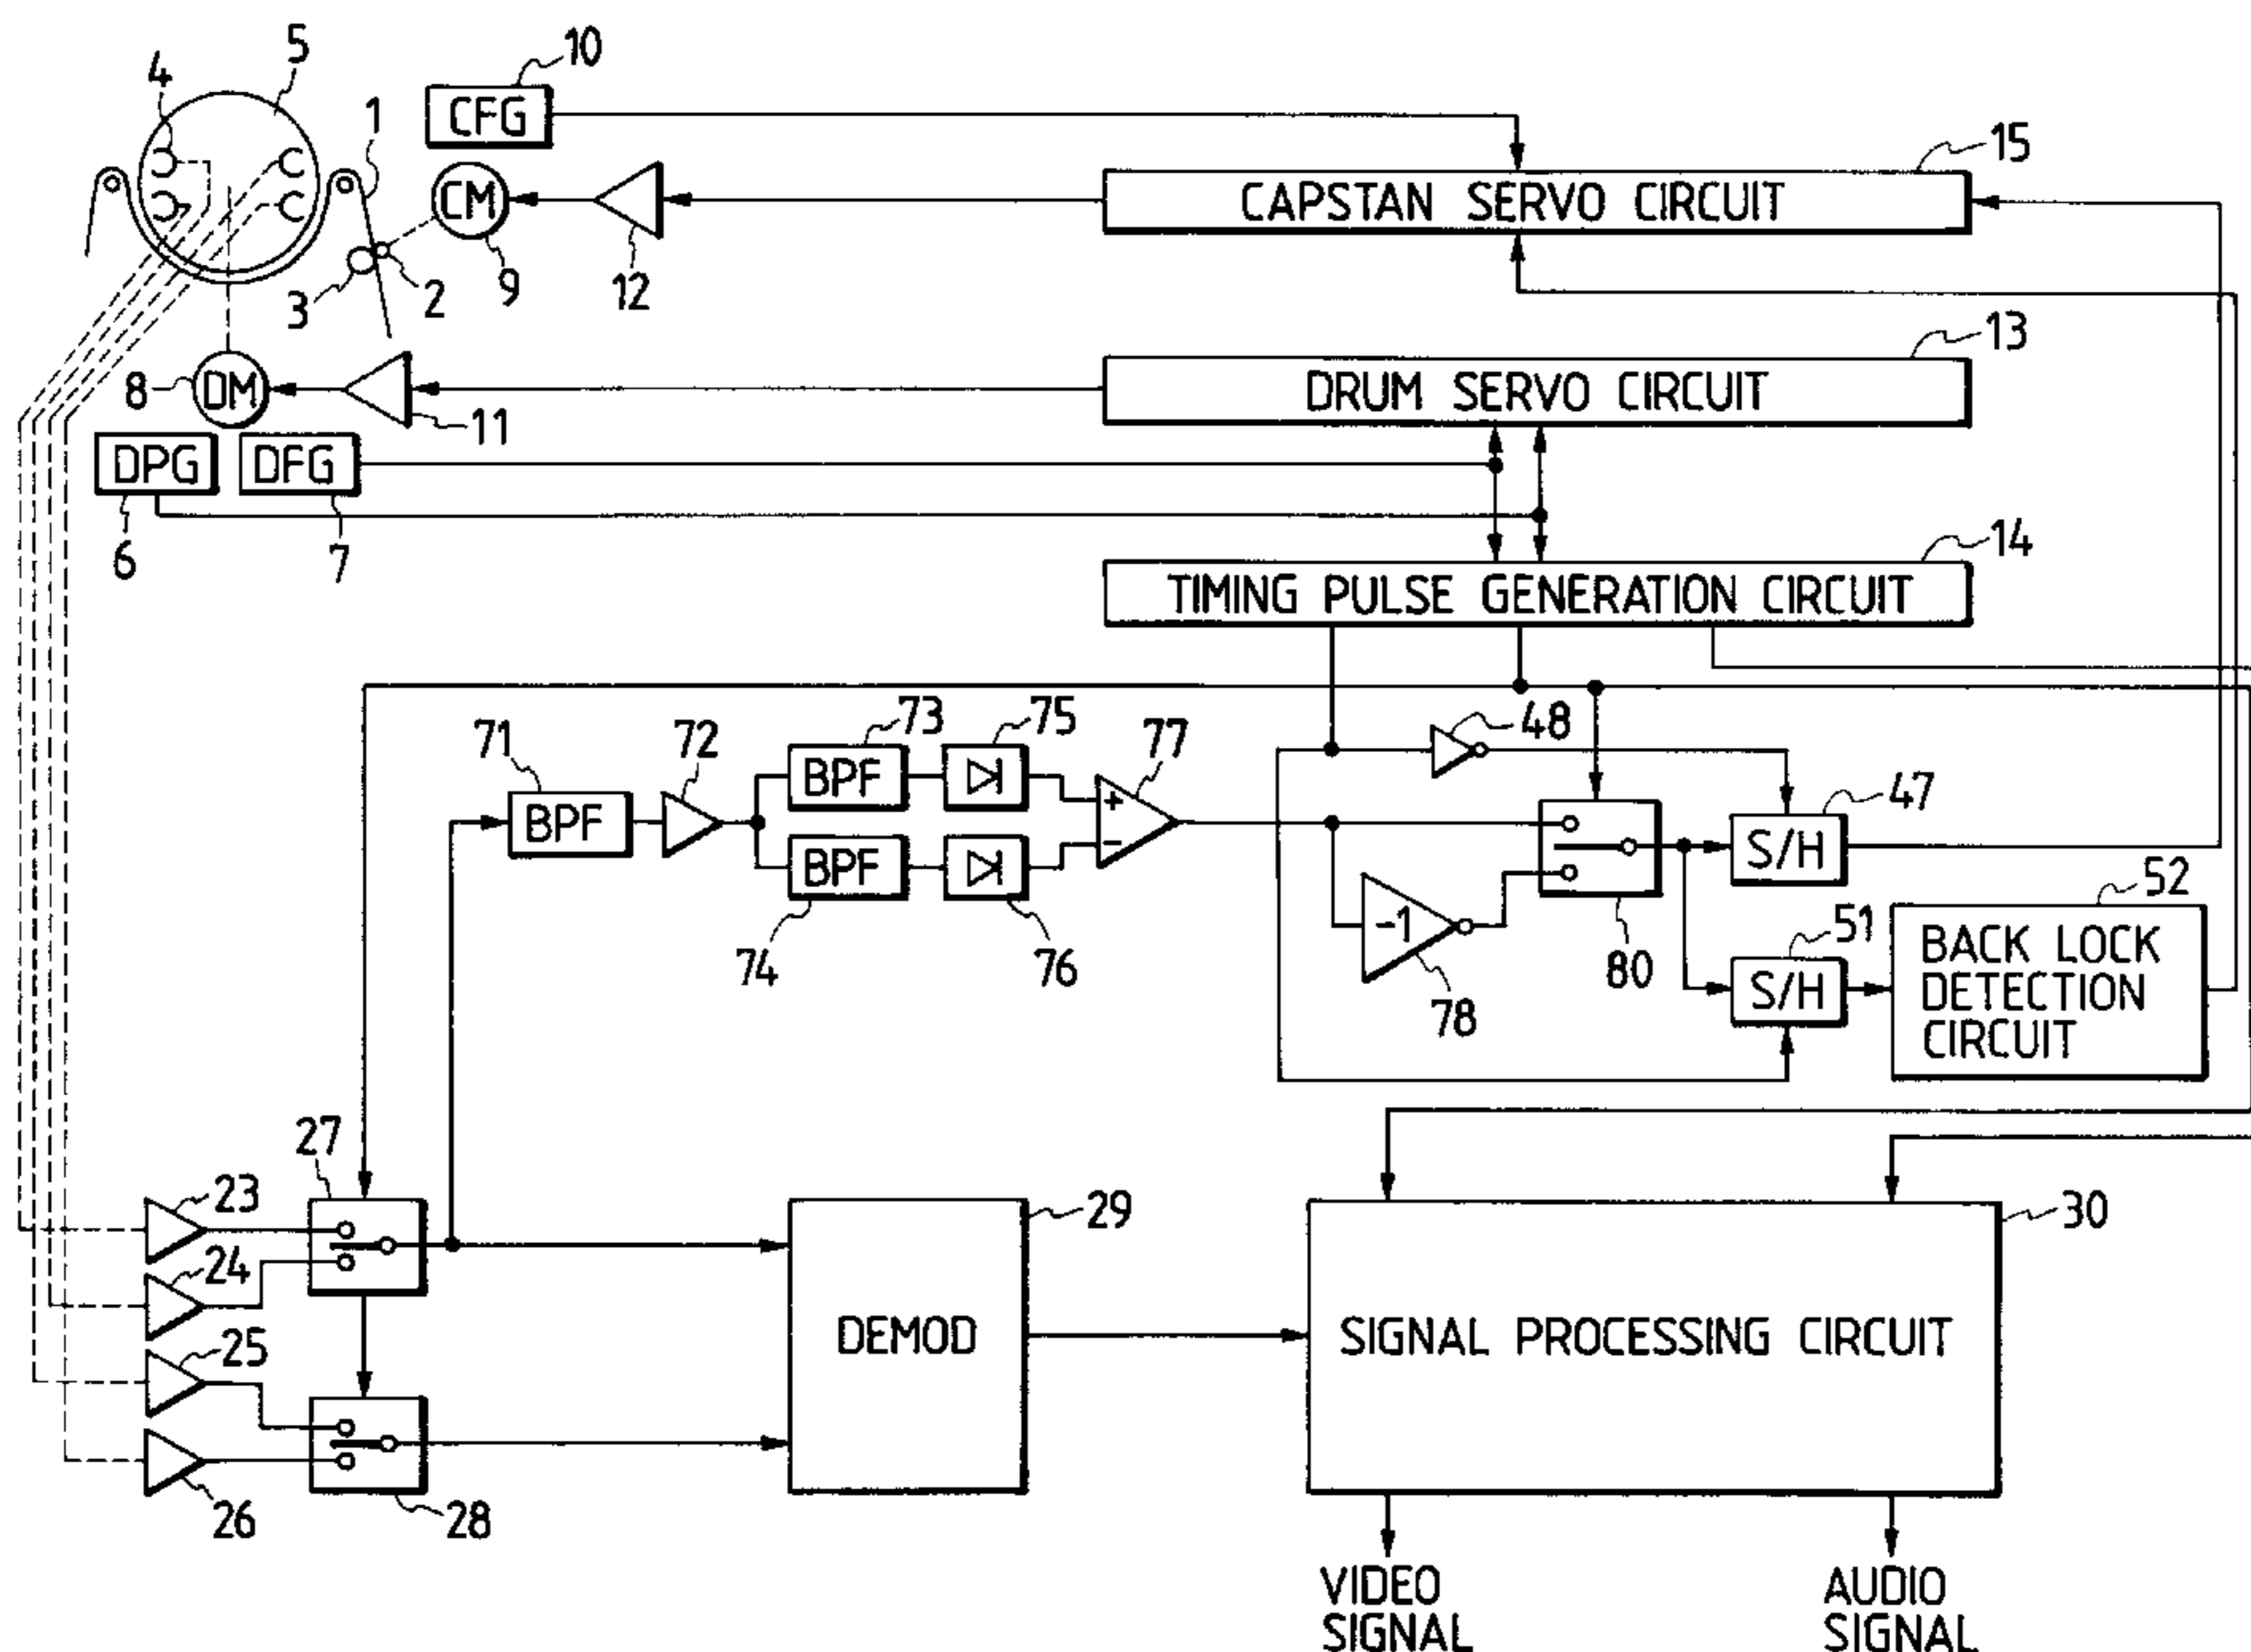 5
10
4
1
CFG
15
CM
CAPSTAN SERVO CIRCUIT
3
2
9
12
13
8
DM
11
DRUM SERVO CIRCUIT
DPG
DFG
6
7
14
TIMING PULSE GENERATION CIRCUIT
71
72
73
75
77
48
47
BPF
BPF
+
S/H
BPF
-
52
74
76
-1
78
80
51
S/H
BACK LOCK
DETECTION
CIRCUIT
27
23
24
25
26
28
29
30
DEMOD
SIGNAL PROCESSING CIRCUIT
VIDEO
SIGNAL
AUDIO
SIGNAL